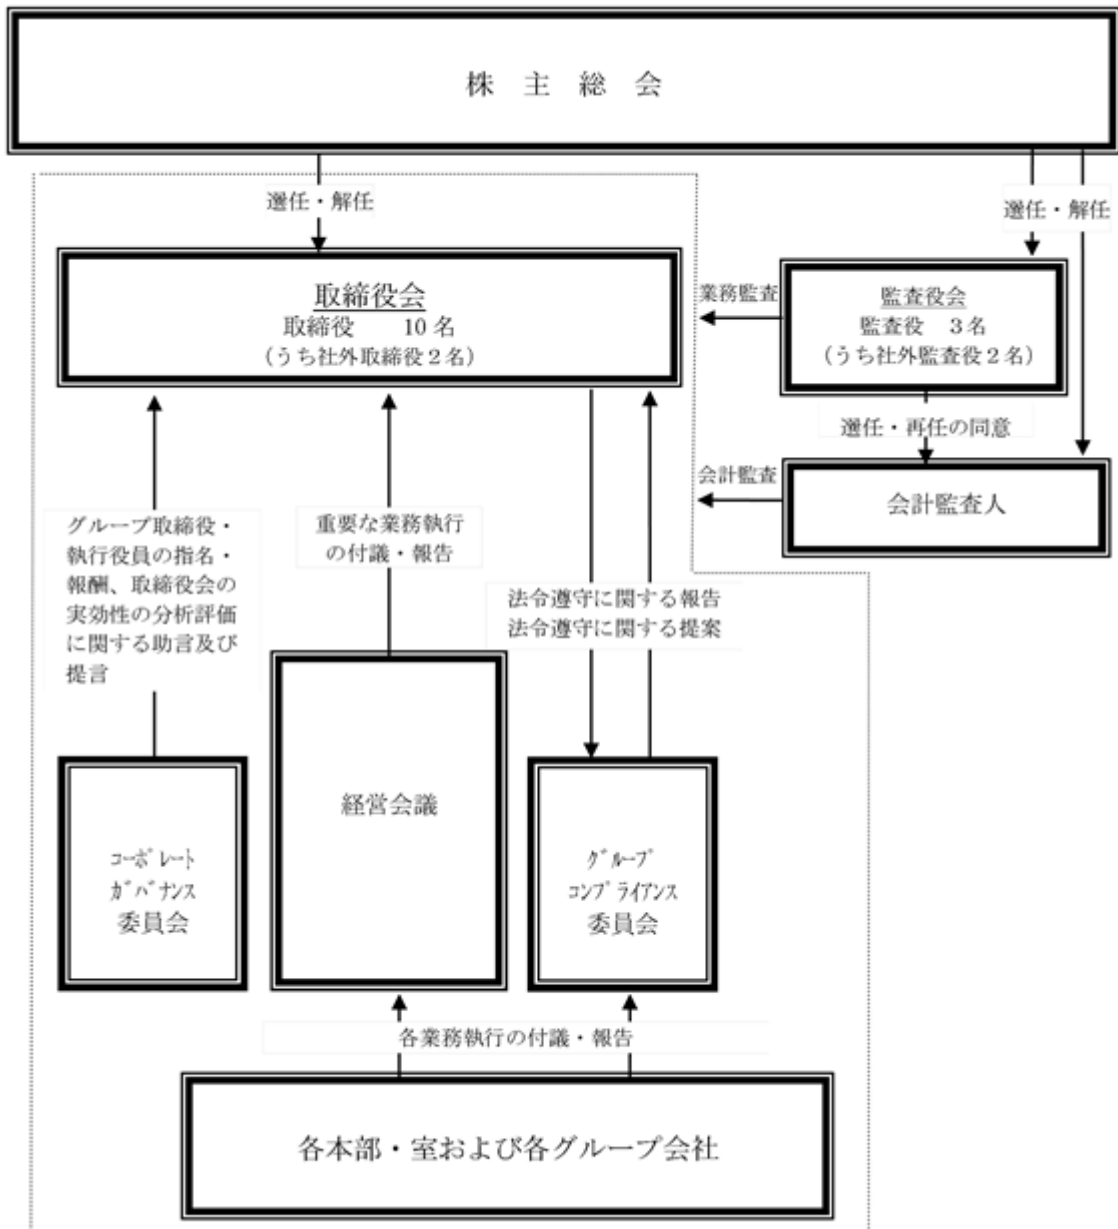 株 主 総 会
選任・解任
選任・解任
取締役会
取締役 10名
（うち社外取締役２名）
業務監査
監査役会
監査役 ３名
（うち社外監査役２名）
選任・再任の同意
会計監査
会計監査人
グループ取締役・
執行役員の指名・
報酬、取締役会の
実効性の分析評価
に関する助言及び
提言
重要な業務執行
の付議・報告
法令遵守に関する報告
法令遵守に関する提案
ｺｰﾎﾟﾚｰﾄ
ｶﾞﾊﾞﾅﾝｽ
委員会
経営会議
ｸﾞﾙｰﾌﾟ
ｺﾝﾌﾟﾗｲｱﾝｽ
委員会
各業務執行の付議・報告
各本部・室および各グループ会社